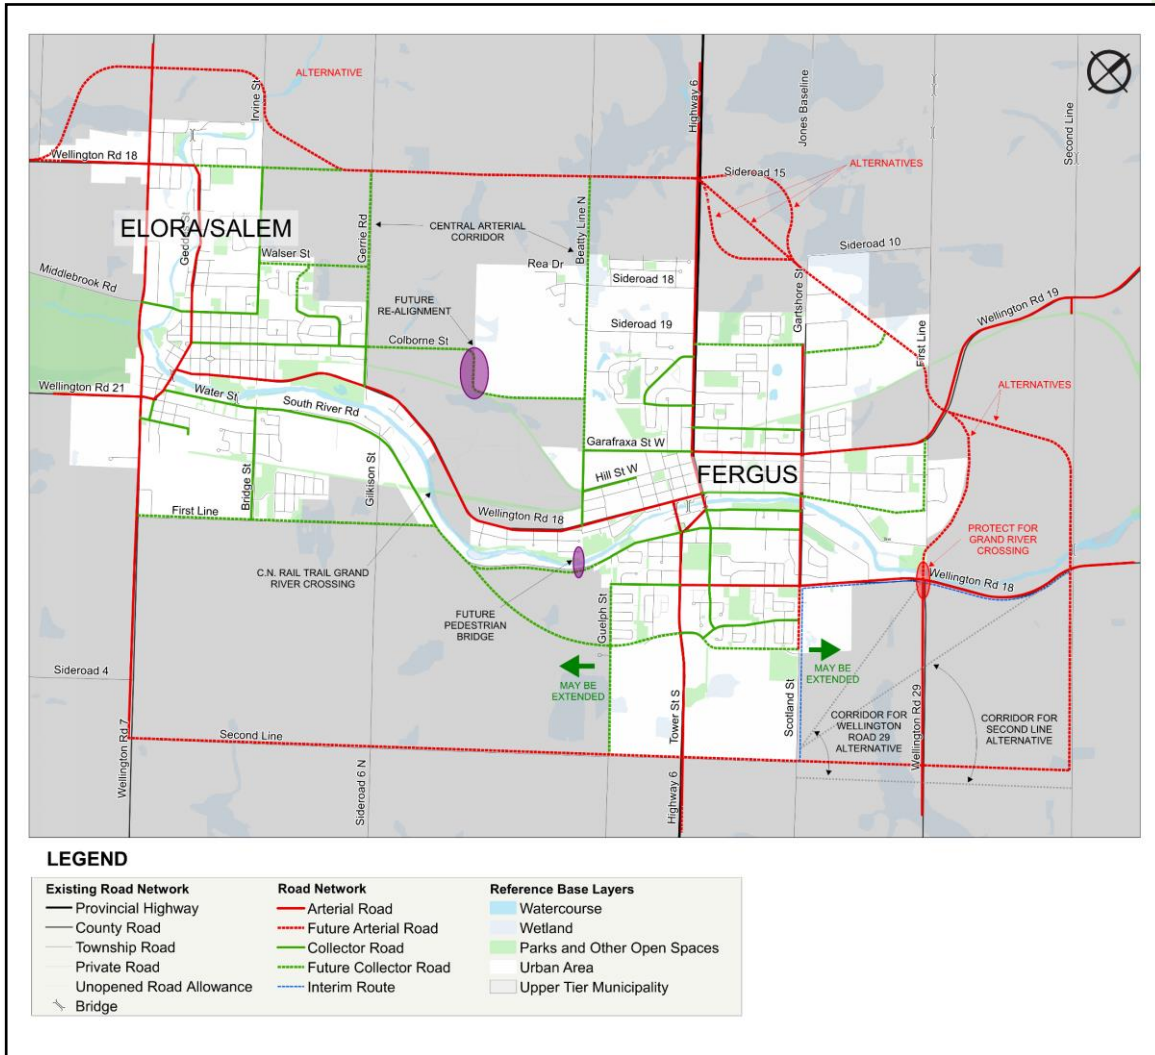 ALTERNATIVE
Irvine St
Wellington Rd 18
Highway 6
Jones Baseline
Second Line
ALTERNATIVES
Sideroad 15
ELORA/SALEM
Geddes St
Gerrie Rd
CENTRAL ARTERIAL
CORRIDOR
Beatty Line N
Sideroad 10
Walser St
Rea Dr
Sideroad 18
Middlebrook Rd
FUTURE
RE-ALIGNMENT
Sideroad 19
Gartshore St
Wellington Rd 19
Colborne St
First Line
Wellington Rd 21
Water St
South River Rd
ALTERNATIVES
Garafraxa St W
Hill St W
FERGUS
Bridge St
Gilkison St
First Line
Wellington Rd 18
PROTECT FOR
GRAND RIVER
CROSSING
C.N. RAIL TRAIL GRAND
RIVER CROSSING
Wellington Rd 18
FUTURE
PEDESTRIAN
BRIDGE
Guelph St
Sideroad 4
MAY BE
EXTENDED
MAY BE
EXTENDED
Tower St S
Scotland St
CORRIDOR FOR
WELLINGTON
ROAD 29
ALTERNATIVE
Wellington Rd 29
CORRIDOR FOR
SECOND LINE
ALTERNATIVE
Wellington Rd 7
Second Line
Sideroad 6 N
Highway 6
LEGEND
Existing Road Network
Provincial Highway
County Road
Township Road
Private Road
Unopened Road Allowance
Bridge
Road Network
Arterial Road
Future Arterial Road
Collector Road
Future Collector Road
Interim Route
Reference Base Layers
Watercourse
Wetland
Parks and Other Open Spaces
Urban Area
Upper Tier Municipality